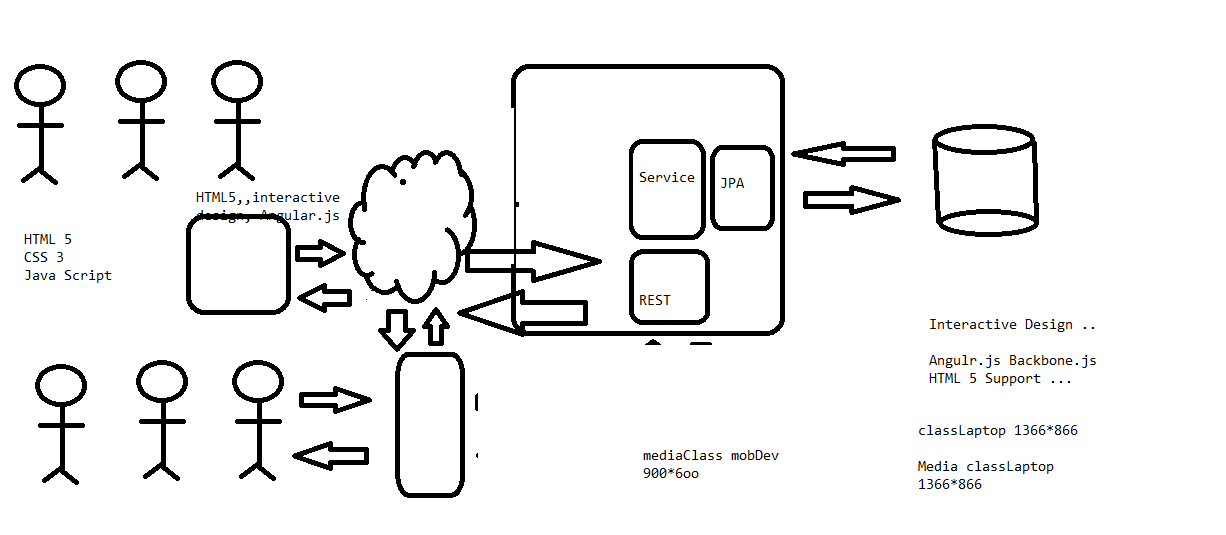 HTML5,,interactive
design, Angular.js
HTML 5
CSS 3
Java Script
Service
JPA
REST
Interactive Design ..
Angulr.js Backbone.js
HTML 5 Support ...
classLaptop 1366*866
Media classLaptop
1366*866
mediaClass mobDev
900*6oo